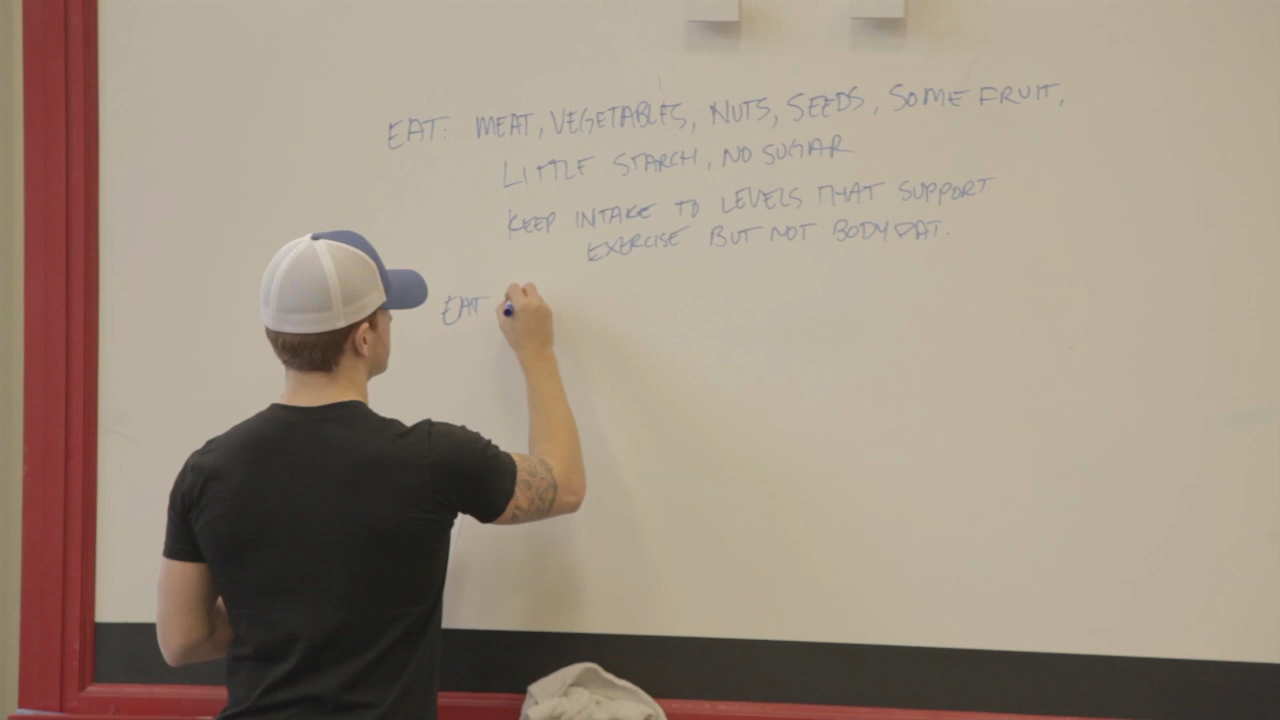 EAT: MEAT, VEGETABLES, NUTS, SEEDS, SOME FRUIT,
LITTLE STARCH, NO SUGAR
KEEP INTAKE TO LEVELS THAT SUPPORT
EXERCISE BUT NOT BODY FAT.
EAT